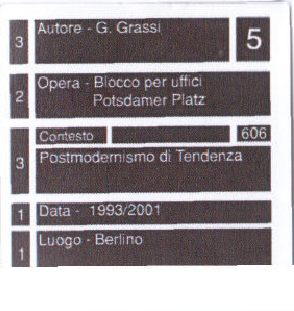 3 Autore - G. Grassi 5
2 Opera - Blocco per uffici
Potsdamer Platz
Contesto 606
3 Postmodernismo di Tendenza
1 Data - 1993/2001
1 Luogo - Berlino